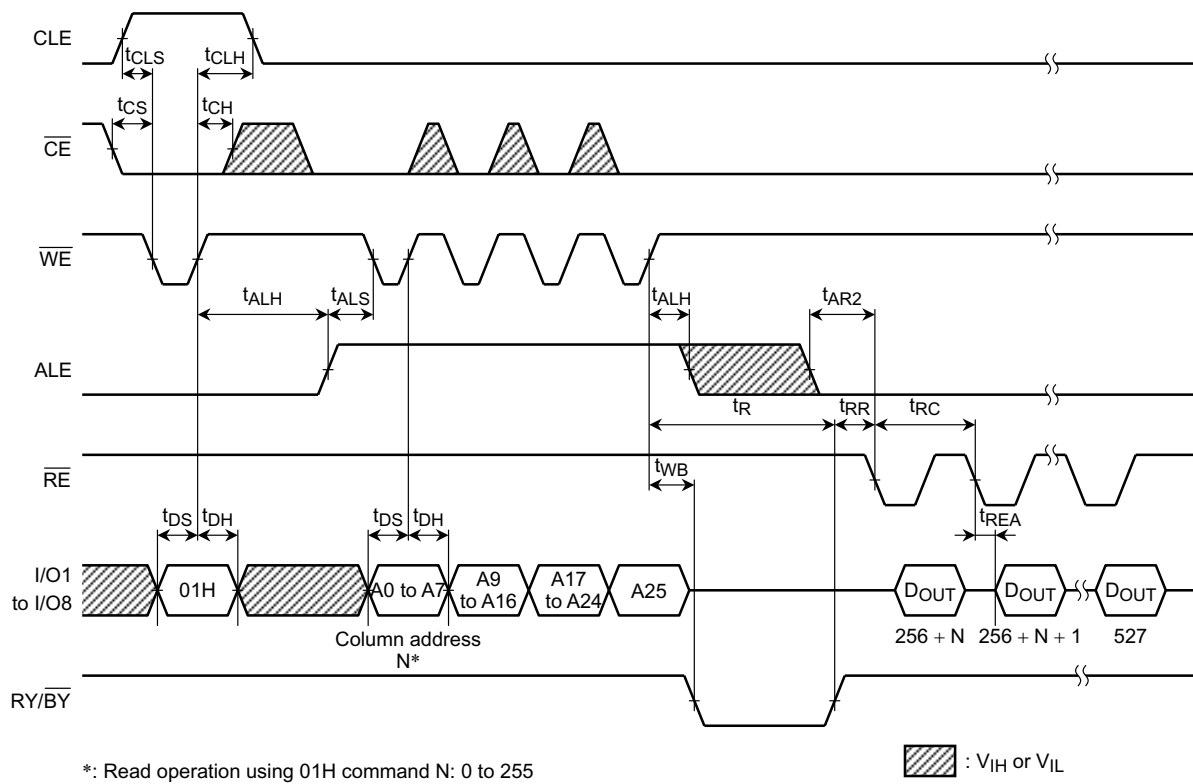 CLE
tCLS
tCLH
tCS
tCH
CE
WE
tALH
tALS
tALH
tAR2
ALE
tR
tRR
tRC
RE
tWB
tDS
tDH
tDS
tDH
tREA
I/O1
to I/O8
01H
A0 to A7
A9
to A16
A17
to A24
A25
DOUT
DOUT
DOUT
256 + N
256 + N + 1
527
Column address
N*
RY/BY
*: Read operation using 01H command N: 0 to 255
: VIH or VIL